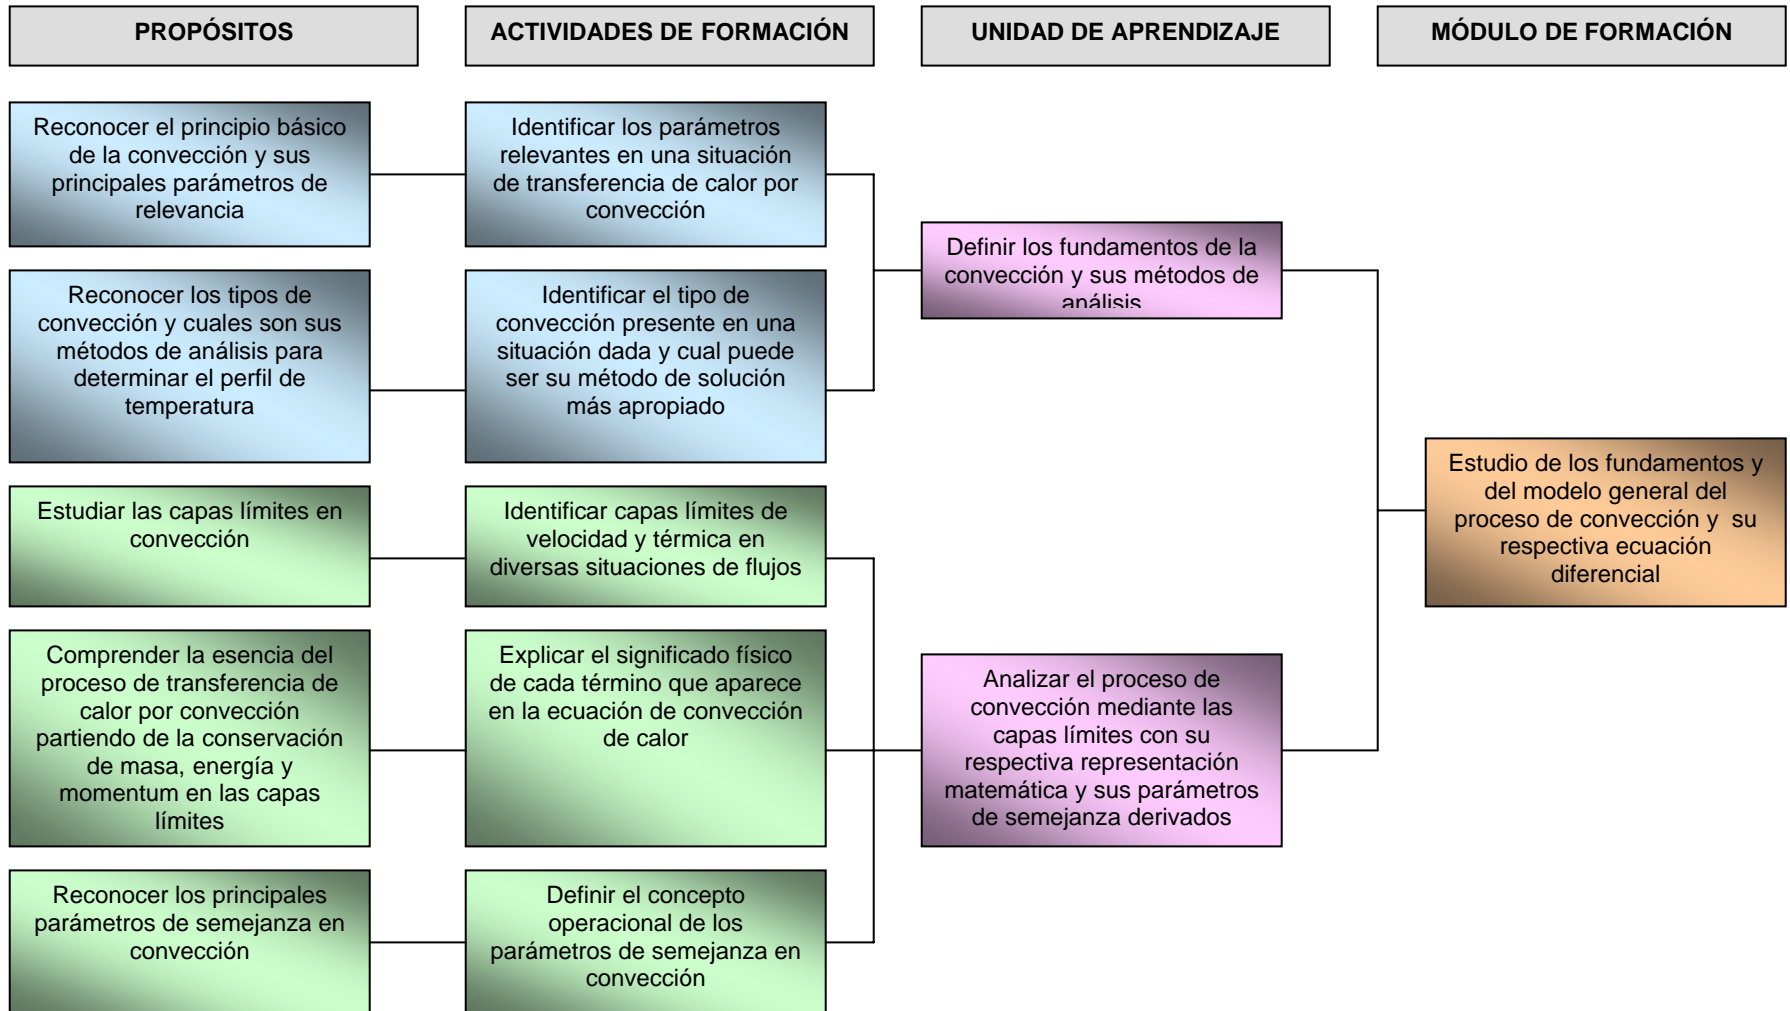 PROPÓSITOS
ACTIVIDADES DE FORMACIÓN
UNIDAD DE APRENDIZAJE
MÓDULO DE FORMACIÓN
Reconocer el principio básico
de la convección y sus
principales parámetros de
relevancia
Identificar los parámetros
relevantes en una situación
de transferencia de calor por
convección
Definir los fundamentos de la
convección y sus métodos de
análisis
Reconocer los tipos de
convección y cuales son sus
métodos de análisis para
determinar el perfil de
temperatura
Identificar el tipo de
convección presente en una
situación dada y cual puede
ser su método de solución
más apropiado
Estudio de los fundamentos y
del modelo general del
proceso de convección y su
respectiva ecuación
diferencial
Estudiar las capas límites en
convección
Identificar capas límites de
velocidad y térmica en
diversas situaciones de flujos
Comprender la esencia del
proceso de transferencia de
calor por convección
partiendo de la conservación
de masa, energía y
momentum en las capas
límites
Explicar el significado físico
de cada término que aparece
en la ecuación de convección
de calor
Analizar el proceso de
convección mediante las
capas límites con su
respectiva representación
matemática y sus parámetros
de semejanza derivados
Reconocer los principales
parámetros de semejanza en
convección
Definir el concepto
operacional de los
parámetros de semejanza en
convección